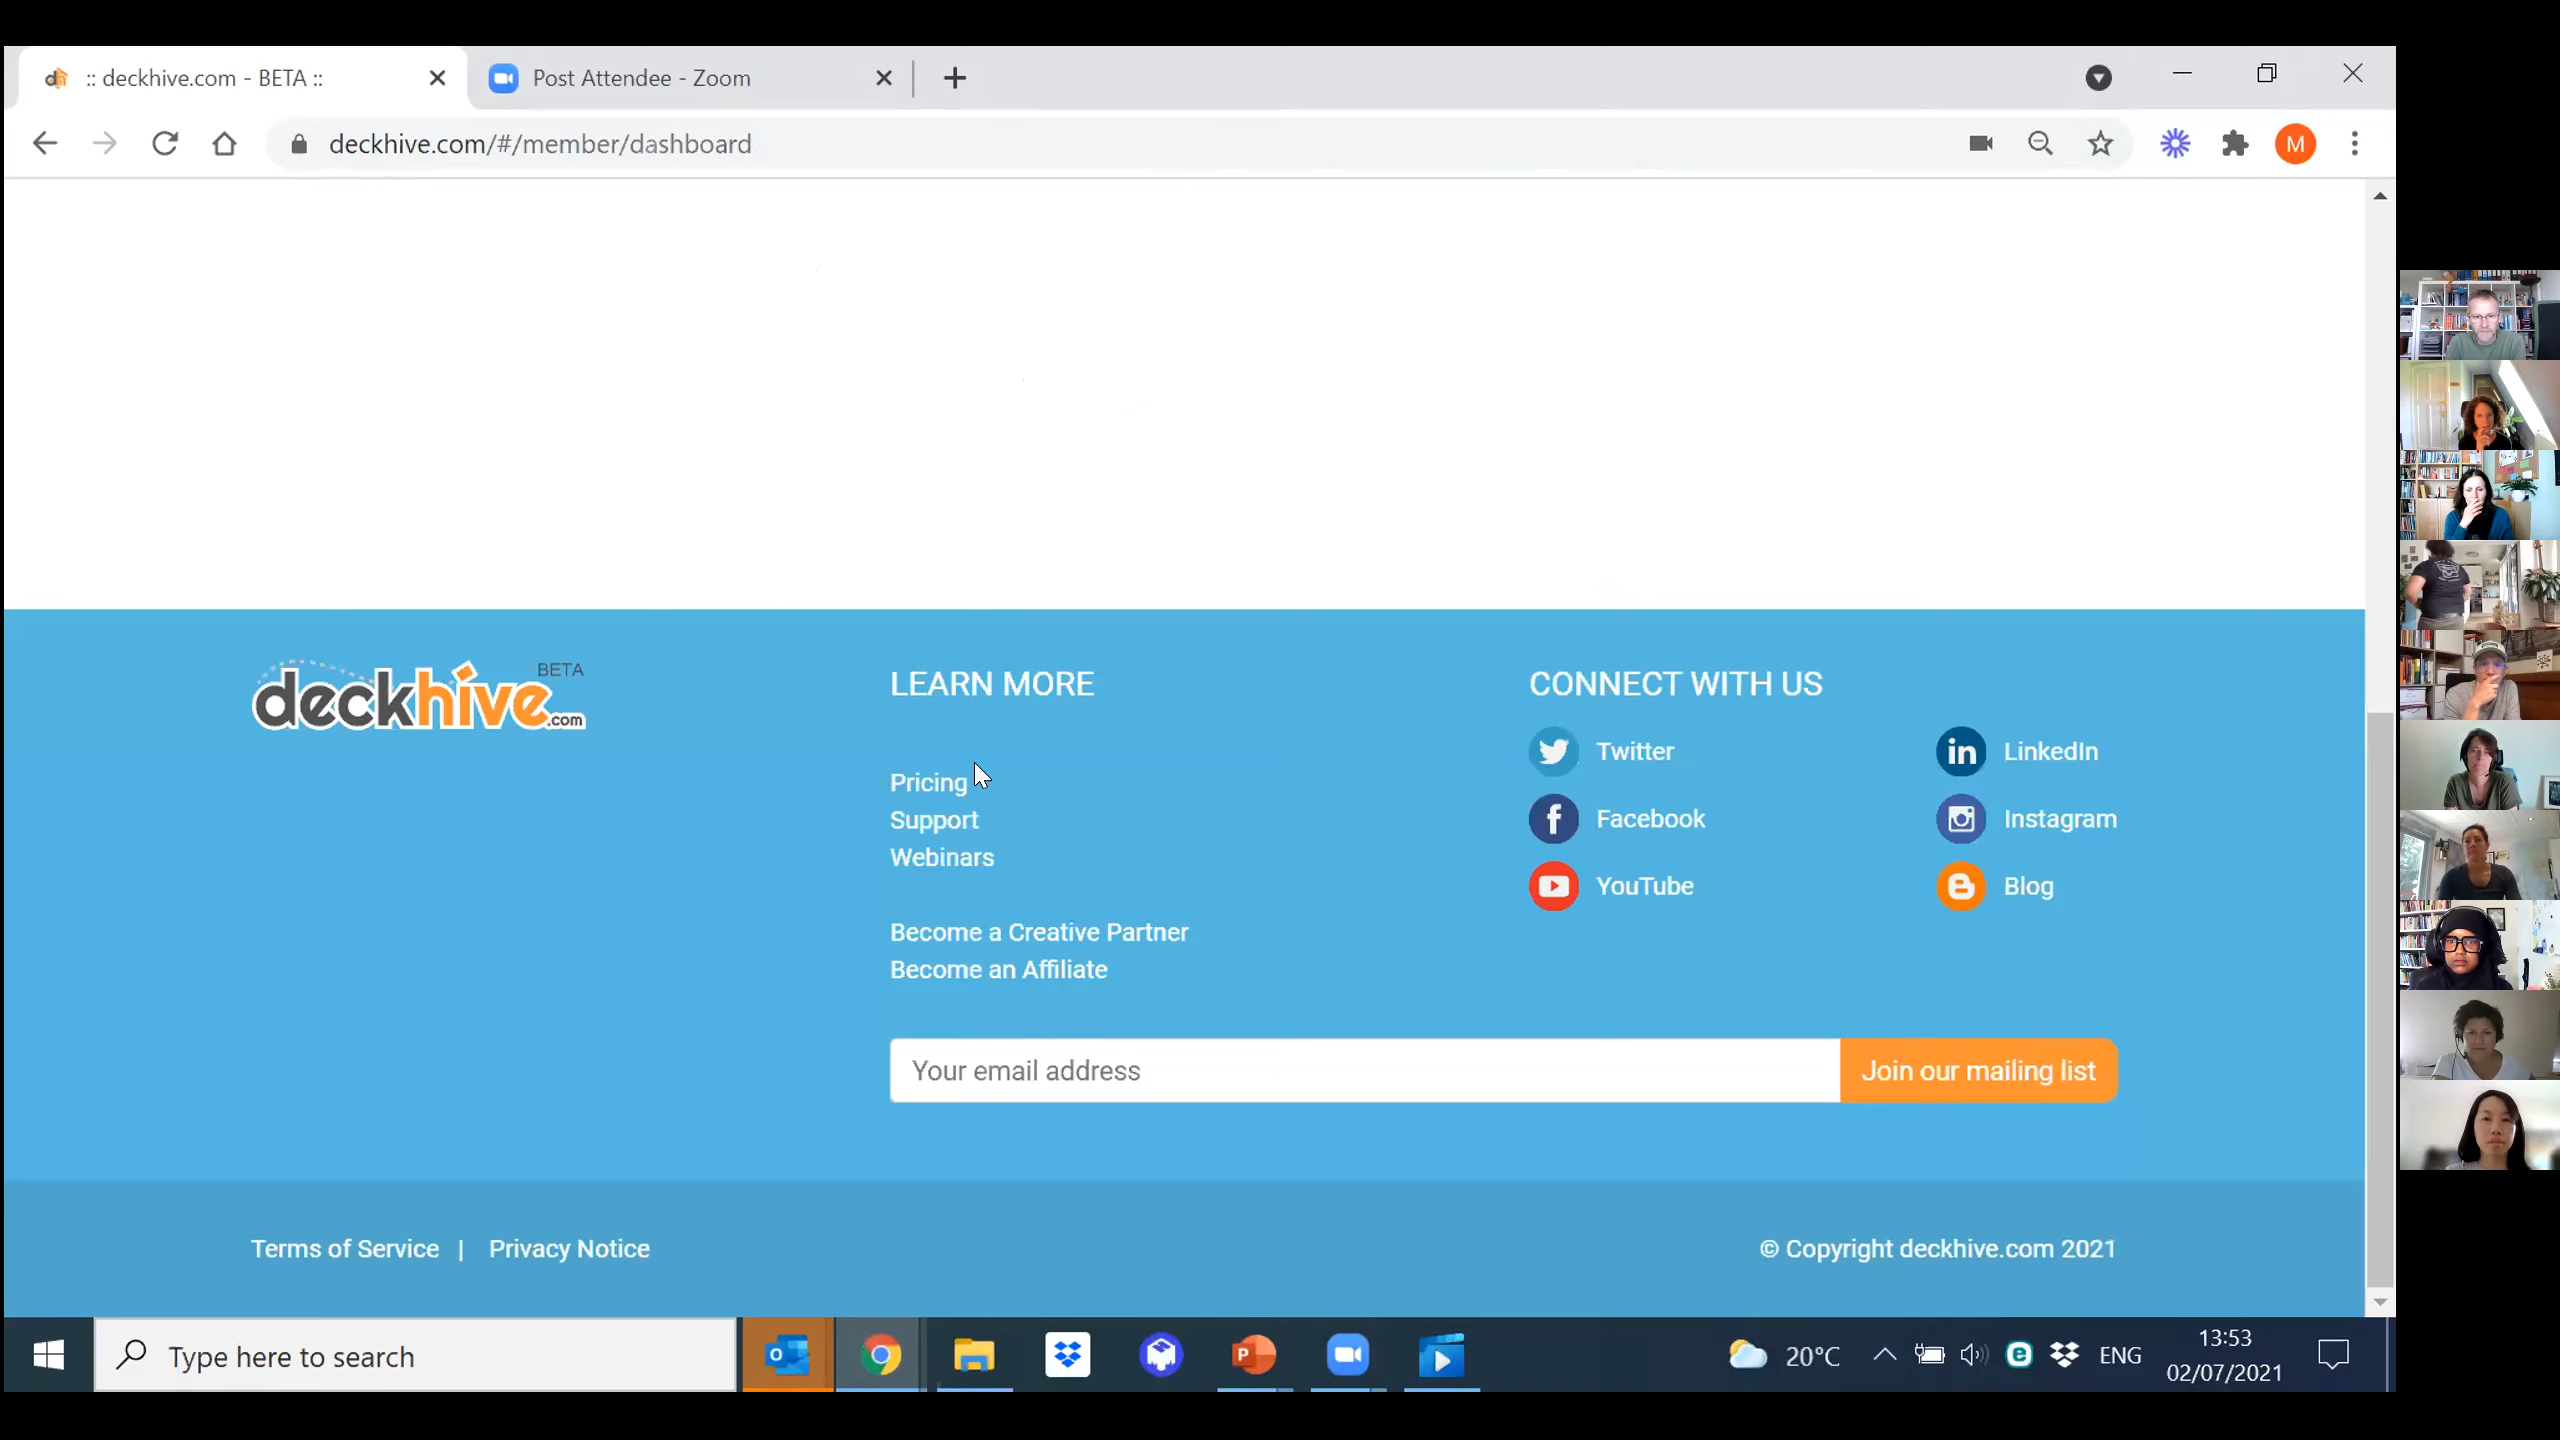 :: deckhive.com - BETA ::
Post Attendee - Zoom
deckhive.com/#/member/dashboard
M
deckhive.com BETA
LEARN MORE
Pricing
Support
Webinars
Become a Creative Partner
Become an Affiliate
CONNECT WITH US
Twitter
LinkedIn
Facebook
Instagram
YouTube
Blog
Your email address
Join our mailing list
Terms of Service | Privacy Notice
© Copyright deckhive.com 2021
Type here to search
20°C
ENG
13:53
02/07/2021